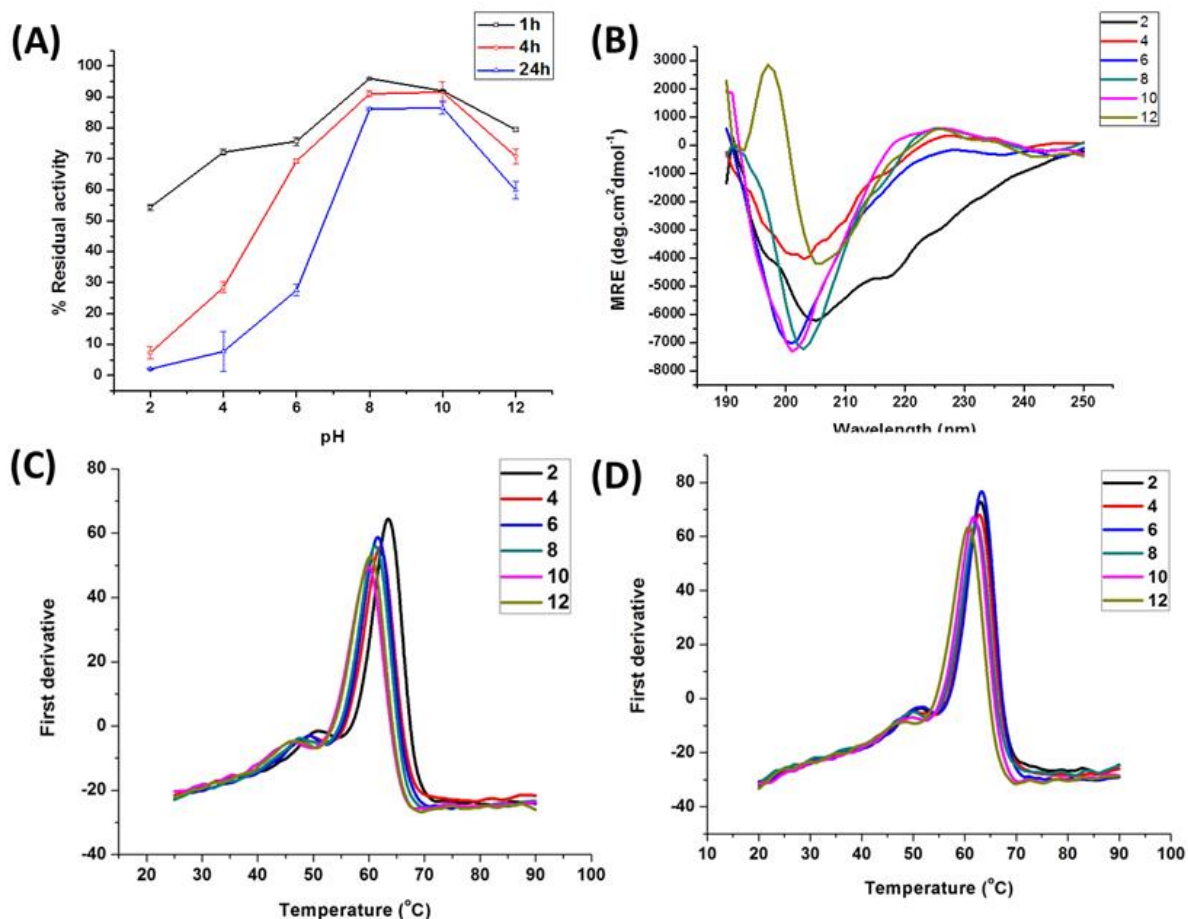 (A)
1h
4h
24h
100
90
80
70
60
50
40
30
20
10
0
% Residual activity
2 4 6 8 10 12
pH
(B)
2
4
6
8
10
12
3000
2000
1000
0
-1000
-2000
-3000
-4000
-5000
-6000
-7000
-8000
MRE (deg.cm2dmol-1)
190 200 210 220 230 240 250
Wavelength (nm)
(C)
2
4
6
8
10
12
80
60
40
20
0
-20
-40
First derivative
20 30 40 50 60 70 80 90 100
Temperature (oC)
(D)
2
4
6
8
10
12
80
60
40
20
0
-20
-40
First derivative
10 20 30 40 50 60 70 80 90 100
Temperature (oC)